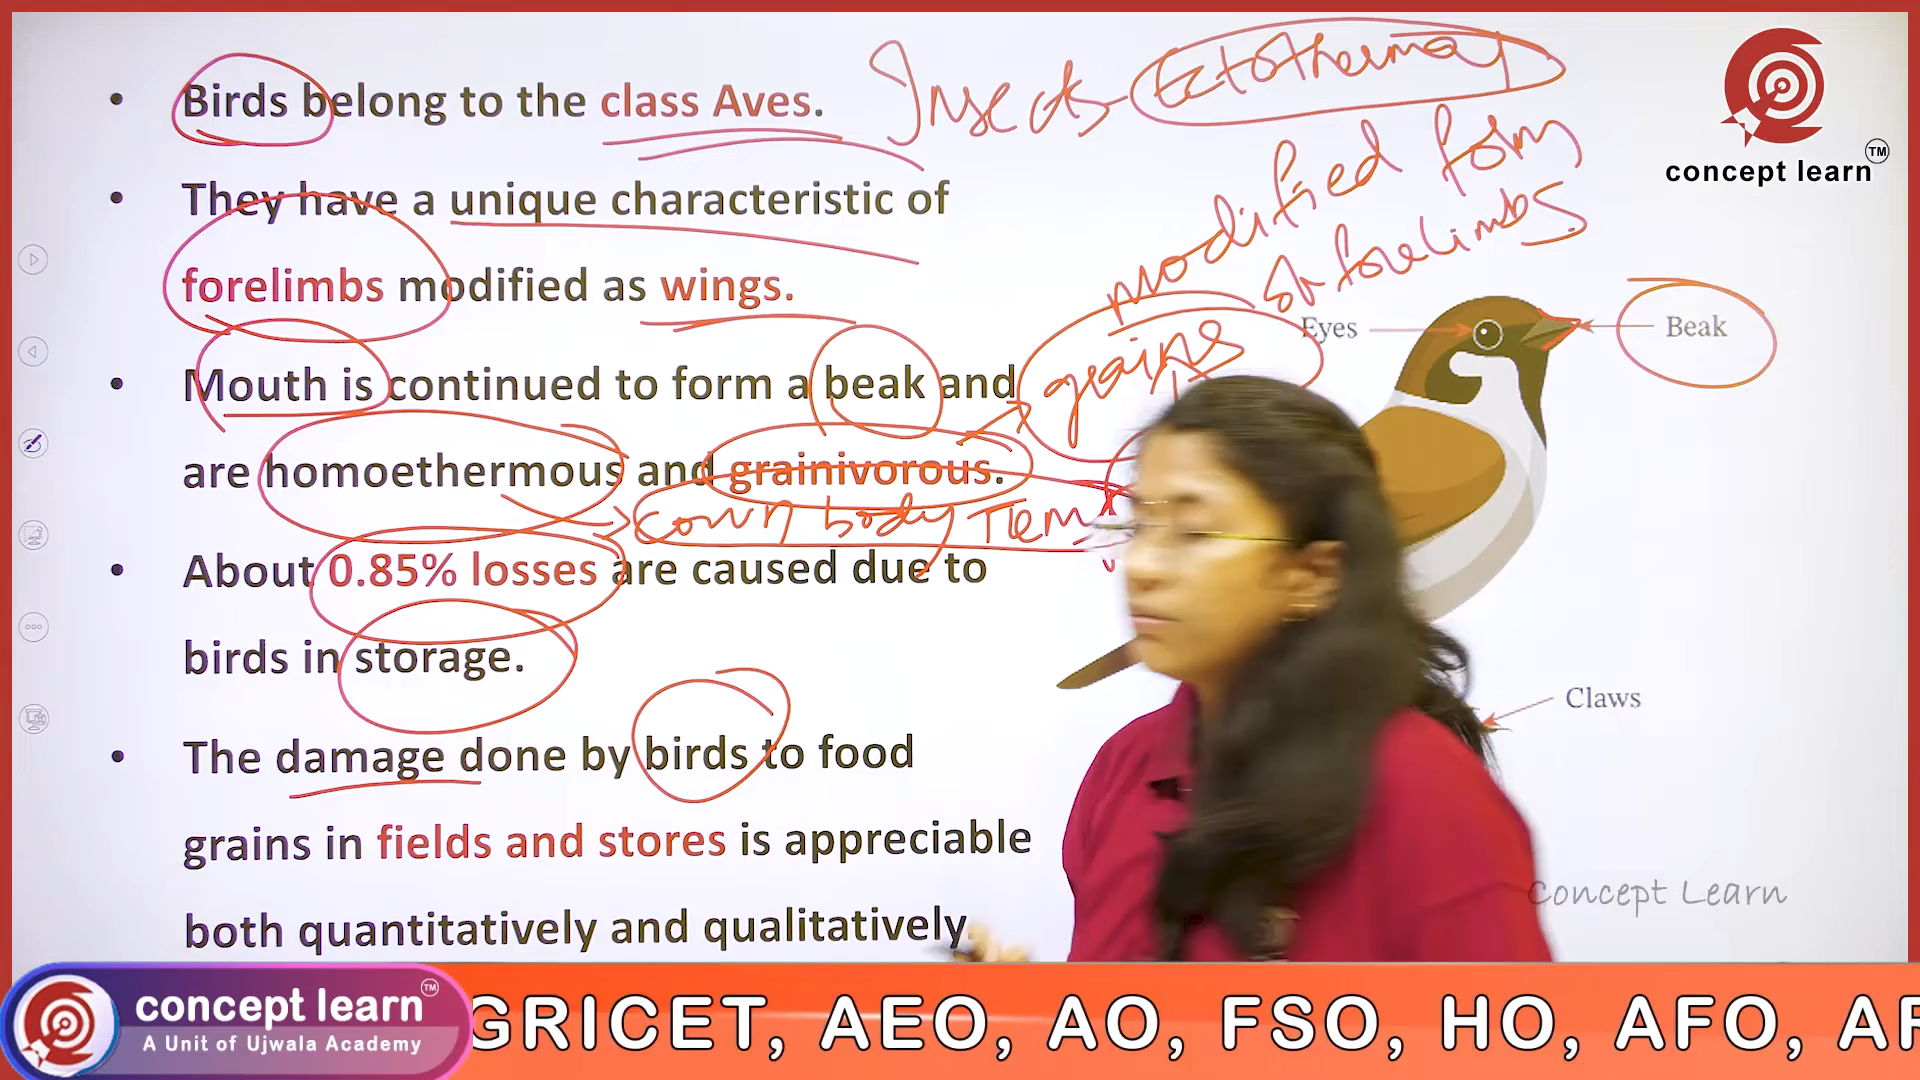 • Birds belong to the class Aves.
Insects - Ectothermas
concept learn™
• They have a unique characteristic of
forelimbs modified as wings.
modified form
of forelimbs
Eyes
Beak
• Mouth is continued to form a beak and
grains
are homoethermous and grainivorous.
own body Tem
• About 0.85% losses are caused due to
birds in storage.
Claws
• The damage done by birds to food
grains in fields and stores is appreciable
both quantitatively and qualitatively.
Concept Learn
concept learn™
A Unit of Ujwala Academy
GRICET, AEO, AO, FSO, HO, AFO, AF